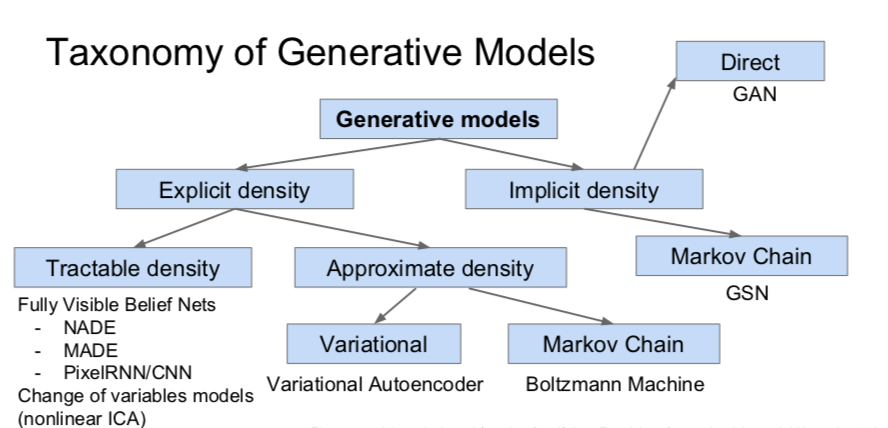 Taxonomy of Generative Models
Direct
GAN
Generative models
Explicit density
Implicit density
Tractable density
Fully Visible Belief Nets
- NADE
- MADE
- PixelRNN/CNN
Change of variables models
(nonlinear ICA)
Approximate density
Variational
Variational Autoencoder
Markov Chain
Boltzmann Machine
Markov Chain
GSN